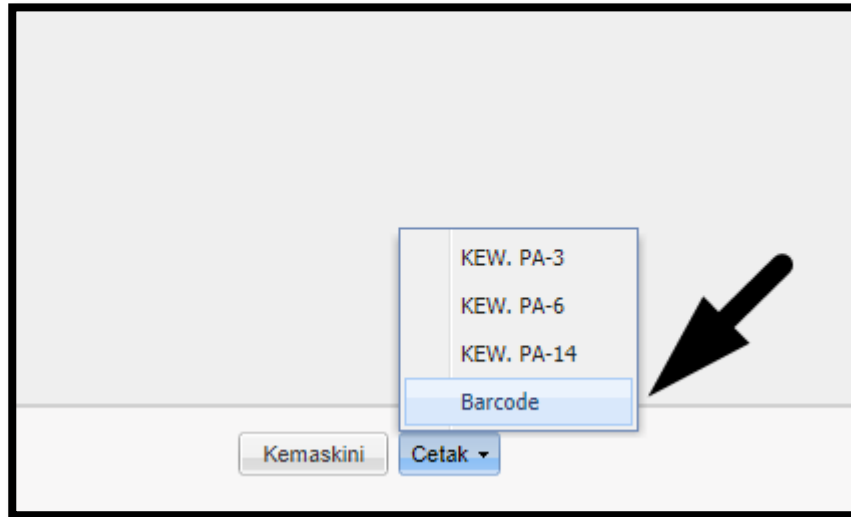 KEW. PA-3
KEW. PA-6
KEW. PA-14
Barcode
Kemaskini
Cetak